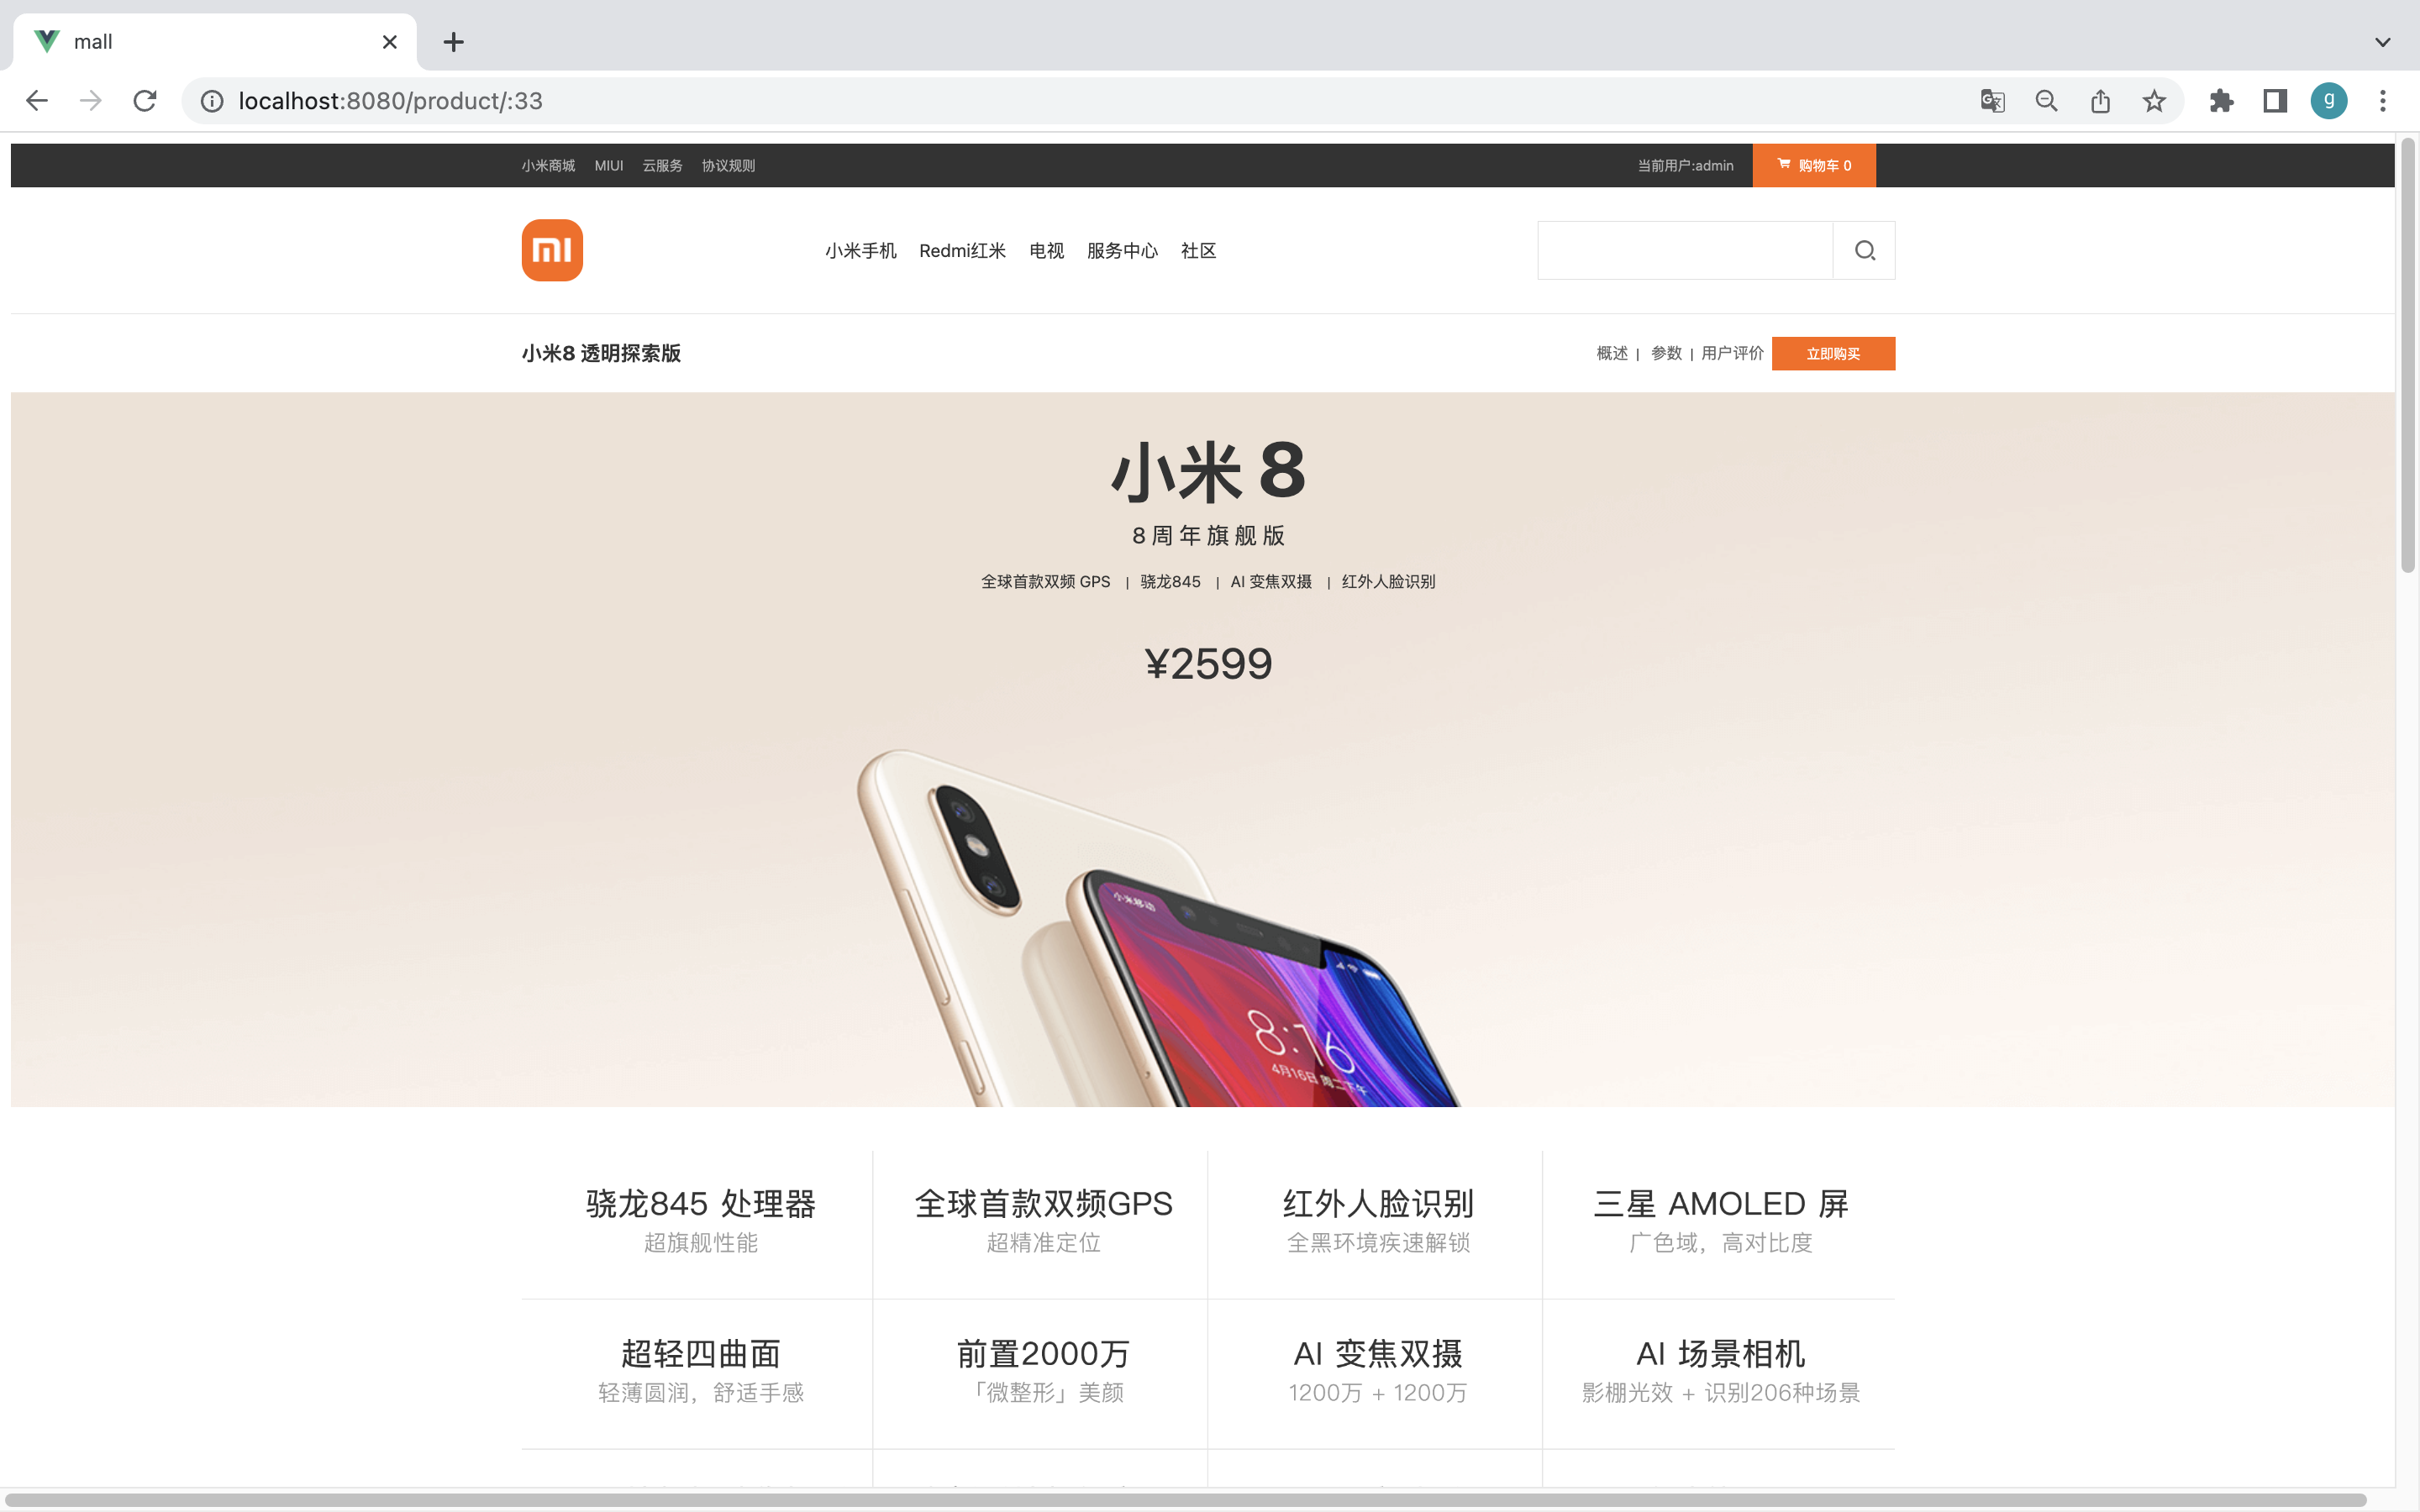 mall
localhost:8080/product/:33
g
小米商城 MIUI 云服务 协议规则 当前用户:admin 购物车 0
mi 小米手机 Redmi红米 电视 服务中心 社区
小米8 透明探索版 概述 | 参数 | 用户评价 立即购买
小米 8
8周年旗舰版
全球首款双频 GPS | 骁龙845 | AI 变焦双摄 | 红外人脸识别
¥2599
小米移动
8:16
4月16日 周二下午
骁龙845 处理器 全球首款双频GPS 红外人脸识别 三星 AMOLED 屏
超旗舰性能 超精准定位 全黑环境疾速解锁 广色域，高对比度
超轻四曲面 前置2000万 AI 变焦双摄 AI 场景相机
轻薄圆润，舒适手感 「微整形」美颜 1200万 + 1200万 影棚光效 + 识别206种场景